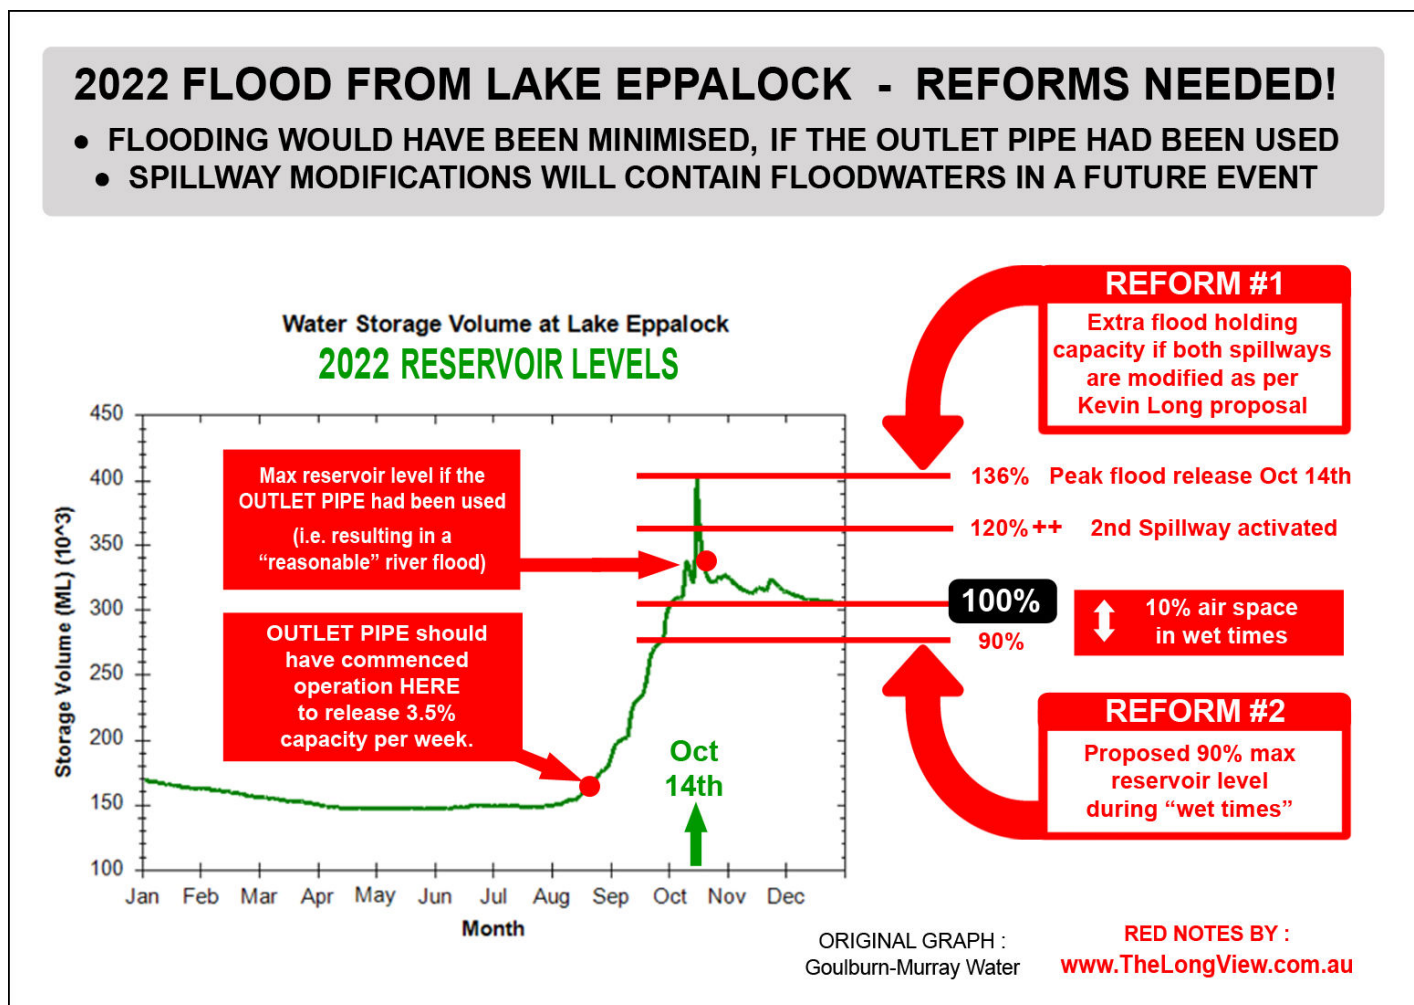 2022 FLOOD FROM LAKE EPPALOCK - REFORMS NEEDED!
● FLOODING WOULD HAVE BEEN MINIMISED, IF THE OUTLET PIPE HAD BEEN USED
● SPILLWAY MODIFICATIONS WILL CONTAIN FLOODWATERS IN A FUTURE EVENT
Water Storage Volume at Lake Eppalock
2022 RESERVOIR LEVELS
Storage Volume (ML) (10^3)
450
400
350
300
250
200
150
100
Jan Feb Mar Apr May Jun Jul Aug Sep Oct Nov Dec
Month
Max reservoir level if the
OUTLET PIPE had been used
(i.e. resulting in a
“reasonable” river flood)
OUTLET PIPE should
have commenced
operation HERE
to release 3.5%
capacity per week.
Oct
14th
REFORM #1
Extra flood holding
capacity if both spillways
are modified as per
Kevin Long proposal
136% Peak flood release Oct 14th
120% ++ 2nd Spillway activated
100%
90%
10% air space
in wet times
REFORM #2
Proposed 90% max
reservoir level
during “wet times”
ORIGINAL GRAPH :
Goulburn-Murray Water
RED NOTES BY :
www.TheLongView.com.au